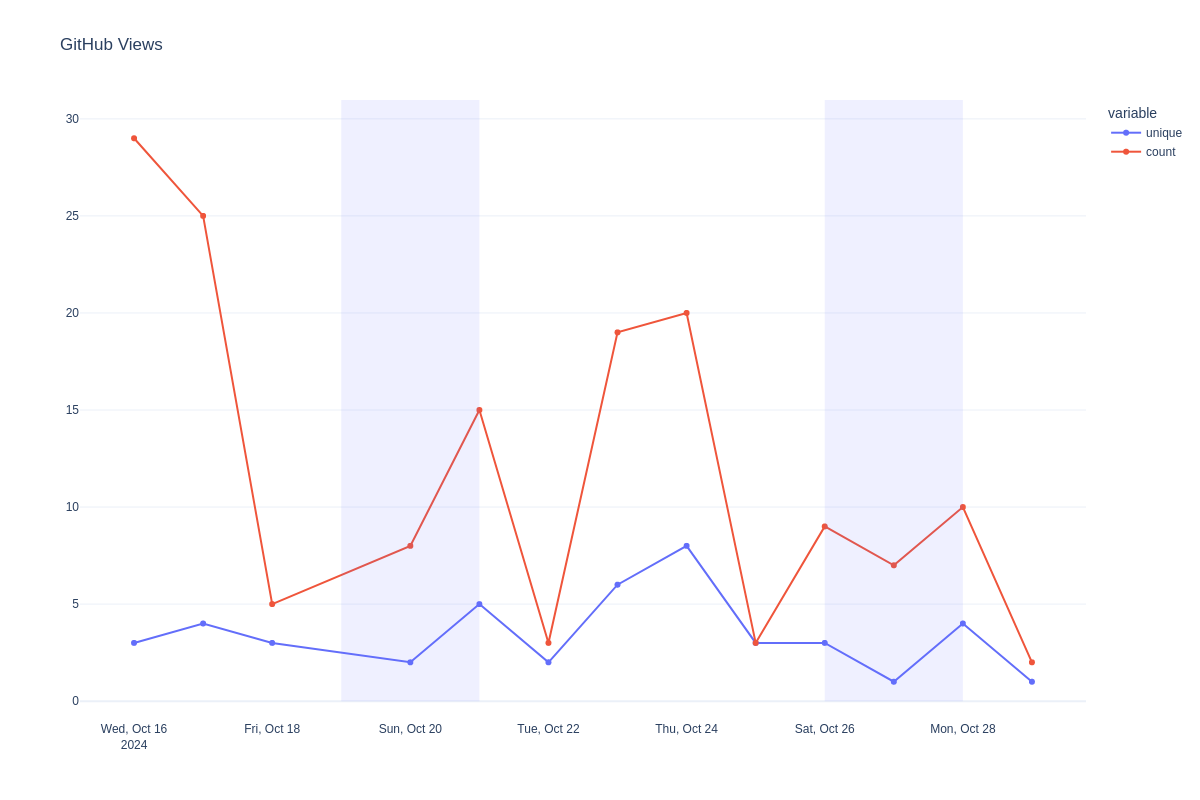 GitHub Views
variable
unique
count
30
25
20
15
10
5
0
Wed, Oct 16
2024
Fri, Oct 18
Sun, Oct 20
Tue, Oct 22
Thu, Oct 24
Sat, Oct 26
Mon, Oct 28